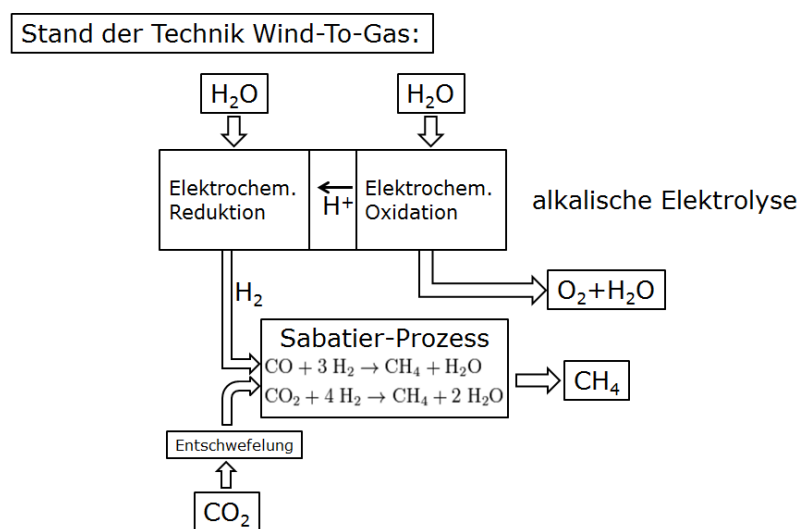 Stand der Technik Wind-To-Gas:
H₂O
H₂O
Elektrochem.
Reduktion
H⁺
Elektrochem.
Oxidation
alkalische Elektrolyse
H₂
O₂+H₂O
Sabatier-Prozess
CO + 3 H₂ → CH₄ + H₂O
CO₂ + 4 H₂ → CH₄ + 2 H₂O
CH₄
Entschwefelung
CO₂